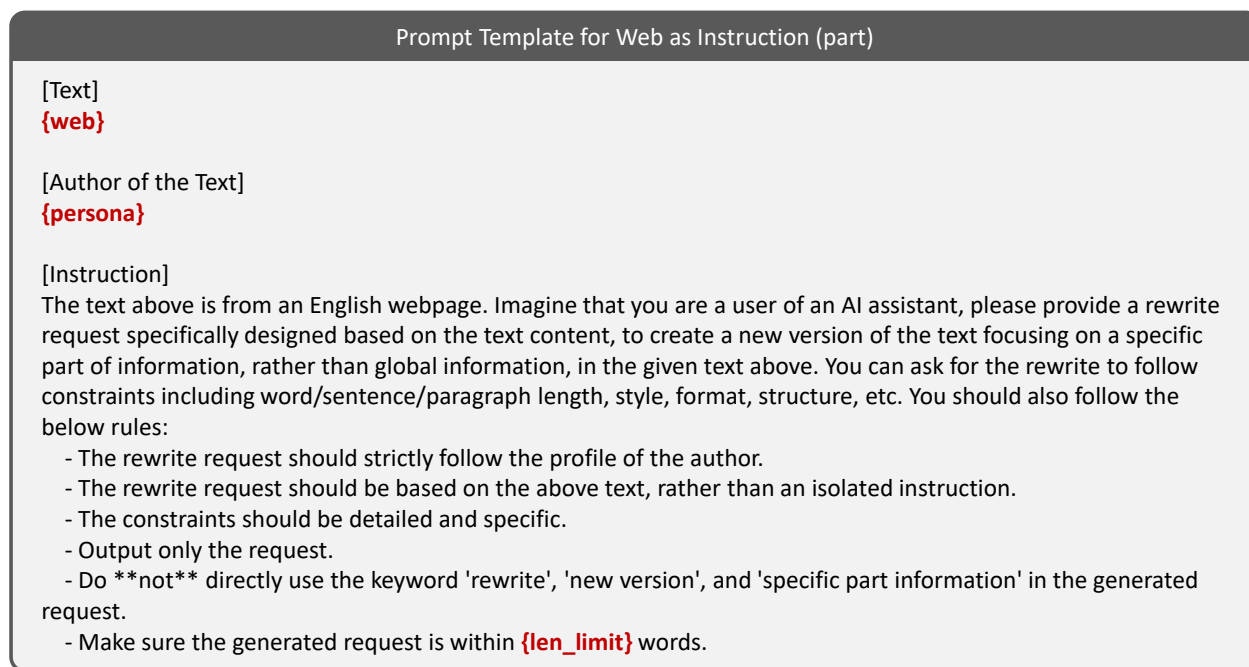 Prompt Template for Web as Instruction (part)
[Text]
{web}
[Author of the Text]
{persona}
[Instruction]
The text above is from an English webpage. Imagine that you are a user of an AI assistant, please provide a rewrite
request specifically designed based on the text content, to create a new version of the text focusing on a specific
part of information, rather than global information, in the given text above. You can ask for the rewrite to follow
constraints including word/sentence/paragraph length, style, format, structure, etc. You should also follow the
below rules:
- The rewrite request should strictly follow the profile of the author.
- The rewrite request should be based on the above text, rather than an isolated instruction.
- The constraints should be detailed and specific.
- Output only the request.
- Do **not** directly use the keyword 'rewrite', 'new version', and 'specific part information' in the generated
request.
- Make sure the generated request is within {len_limit} words.